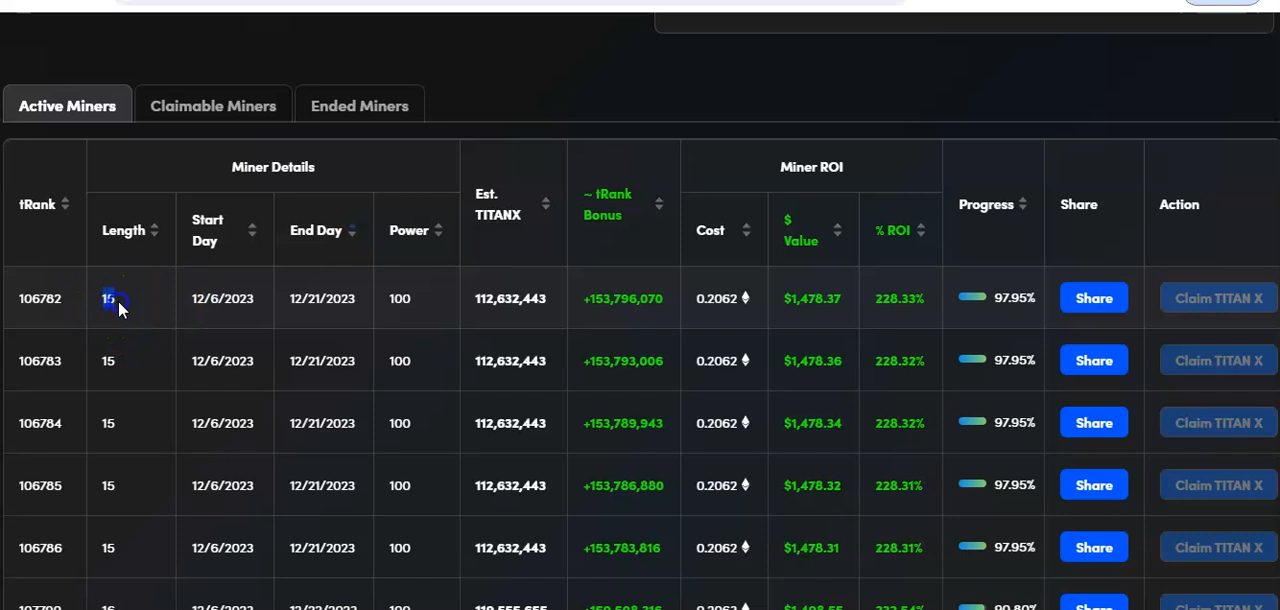 Active Miners Claimable Miners Ended Miners
Miner Details Miner ROI
tRank Length Start Day End Day Power Est. TITANX ~ tRank Bonus Cost $ Value % ROI Progress Share Action
106782 15 12/6/2023 12/21/2023 100 112,632,443 +153,796,070 0.2062 $1,478.37 228.33% 97.95% Share Claim TITAN X
106783 15 12/6/2023 12/21/2023 100 112,632,443 +153,793,006 0.2062 $1,478.36 228.32% 97.95% Share Claim TITAN X
106784 15 12/6/2023 12/21/2023 100 112,632,443 +153,789,943 0.2062 $1,478.34 228.32% 97.95% Share Claim TITAN X
106785 15 12/6/2023 12/21/2023 100 112,632,443 +153,786,880 0.2062 $1,478.32 228.31% 97.95% Share Claim TITAN X
106786 15 12/6/2023 12/21/2023 100 112,632,443 +153,783,816 0.2062 $1,478.31 228.31% 97.95% Share Claim TITAN X